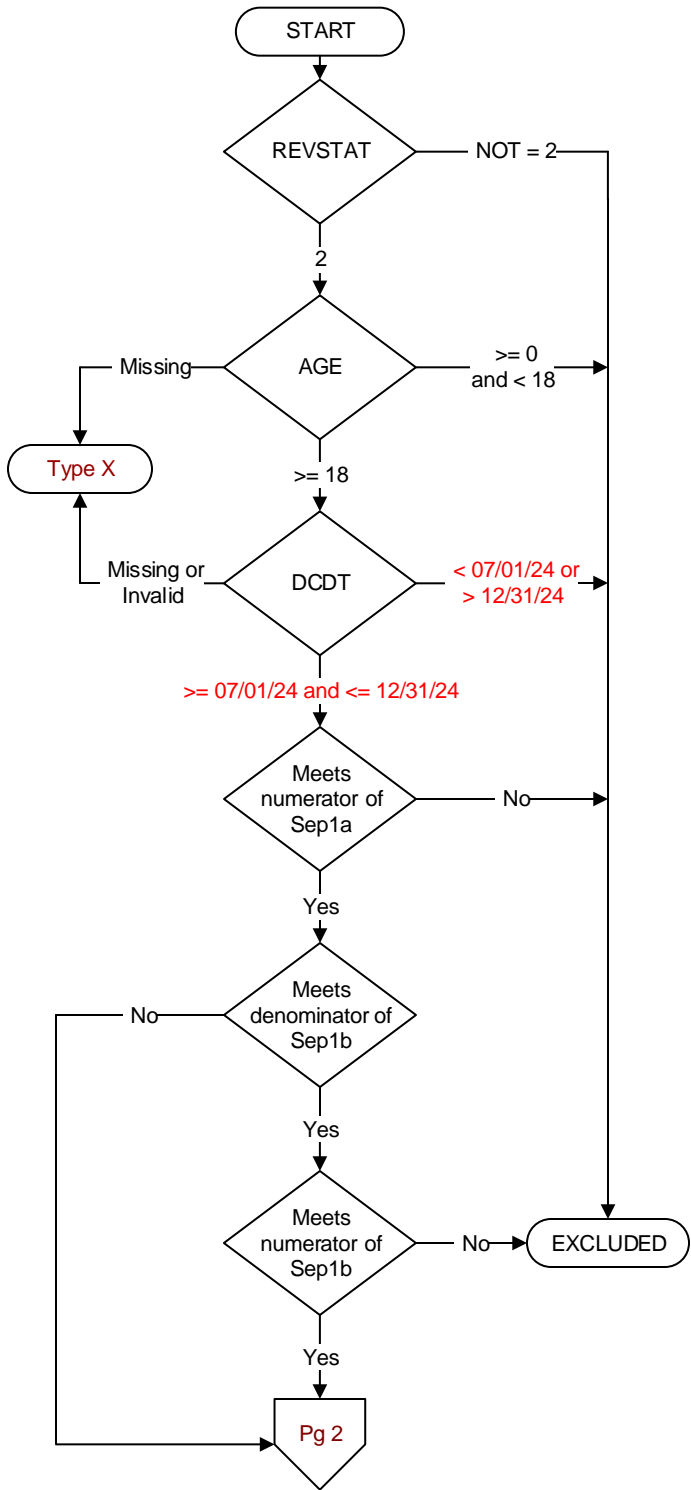 START
REVSTAT
NOT = 2
2
Missing
AGE
>= 0
and < 18
Type X
>= 18
Missing or
Invalid
DCDT
< 07/01/24 or
> 12/31/24
>= 07/01/24 and <= 12/31/24
Meets
numerator of
Sep1a
No
Yes
Meets
denominator of
Sep1b
No
Yes
Meets
numerator of
Sep1b
No
EXCLUDED
Yes
Pg 2